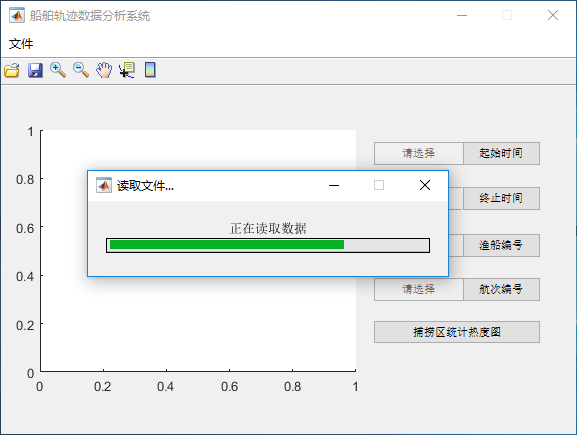 船舶轨迹数据分析系统
文件
1
0.8
0.6
0.4
0.2
0
0
0.2
0.4
0.6
0.8
1
读取文件...
正在读取数据
请选择
起始时间
终止时间
渔船编号
请选择
航次编号
捕捞区统计热度图